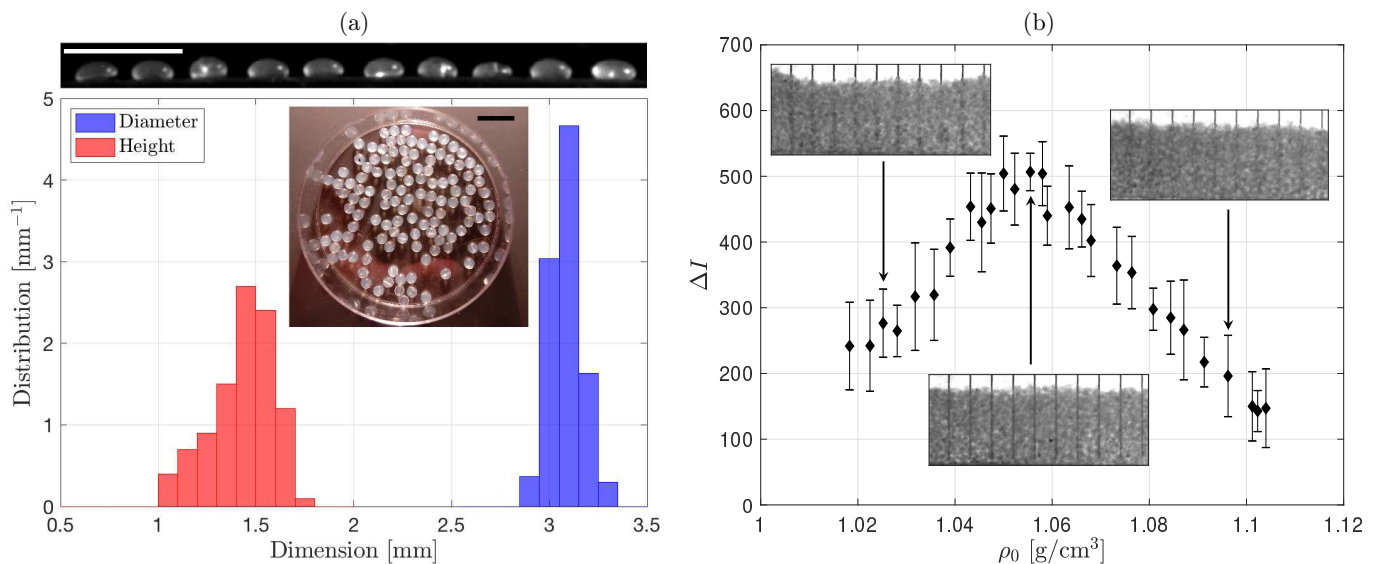 (a)
5
4
3
2
1
0
Distribution [mm⁻¹]
Diameter
Height
0.5 1 1.5 2 2.5 3 3.5
Dimension [mm]
(b)
700
600
500
400
300
200
100
0
ΔI
1 1.02 1.04 1.06 1.08 1.1 1.12
ρ₀ [g/cm³]